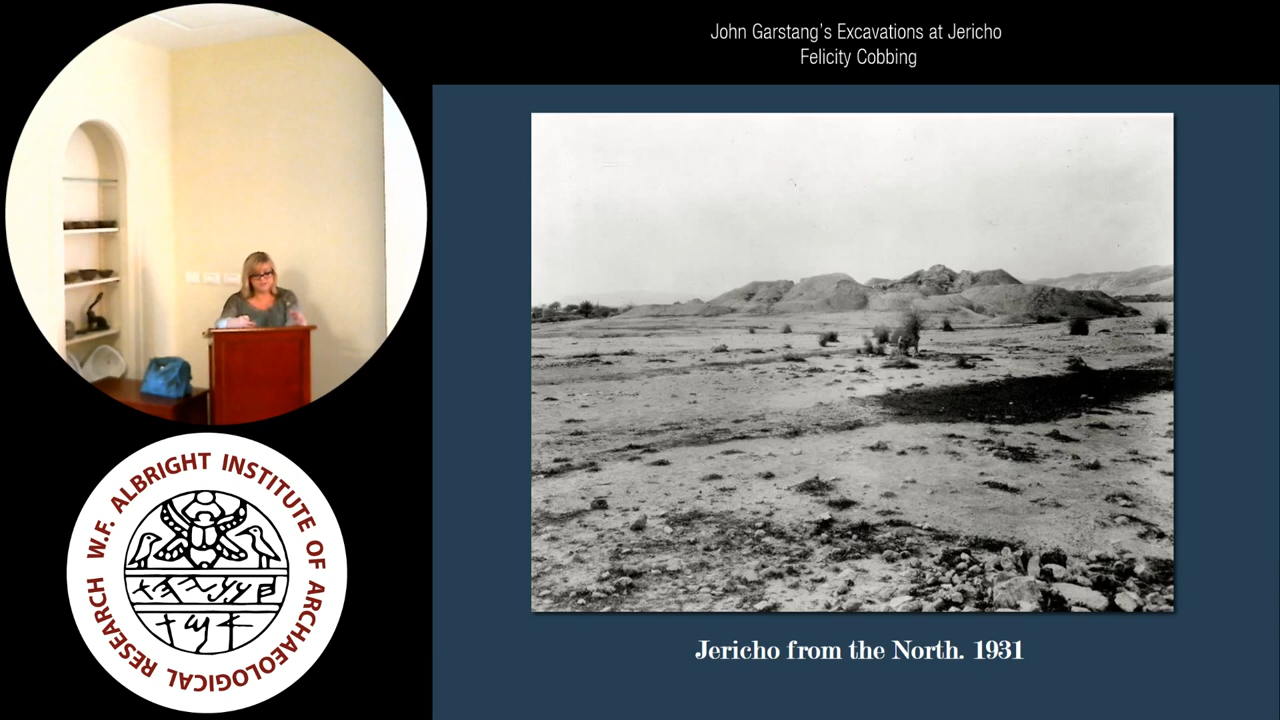 John Garstang's Excavations at Jericho
Felicity Cobbing
W.F. ALBRIGHT INSTITUTE OF ARCHAEOLOGICAL RESEARCH
Jericho from the North. 1931